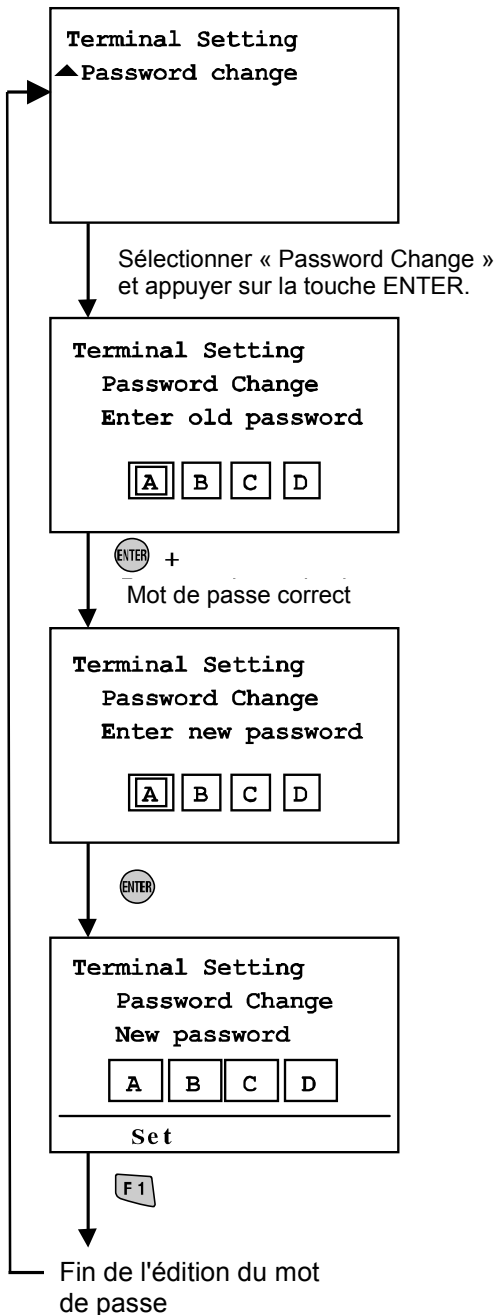 Terminal Setting
▲Password change
Sélectionner « Password Change »
et appuyer sur la touche ENTER.
Terminal Setting
Password Change
Enter old password
A B C D
ENTER +
Mot de passe correct
Terminal Setting
Password Change
Enter new password
A B C D
ENTER
Terminal Setting
Password Change
New password
A B C D
Set
F1
Fin de l'édition du mot
de passe